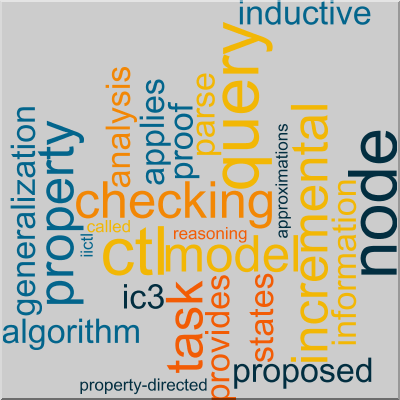 inductive
query
analysis
applies
proof
parse
generalization
property
checking
approximations
incremental
node
information
iictl
called
reasoning
ctl
model
ic3
task
provides
states
algorithm
proposed
property-directed